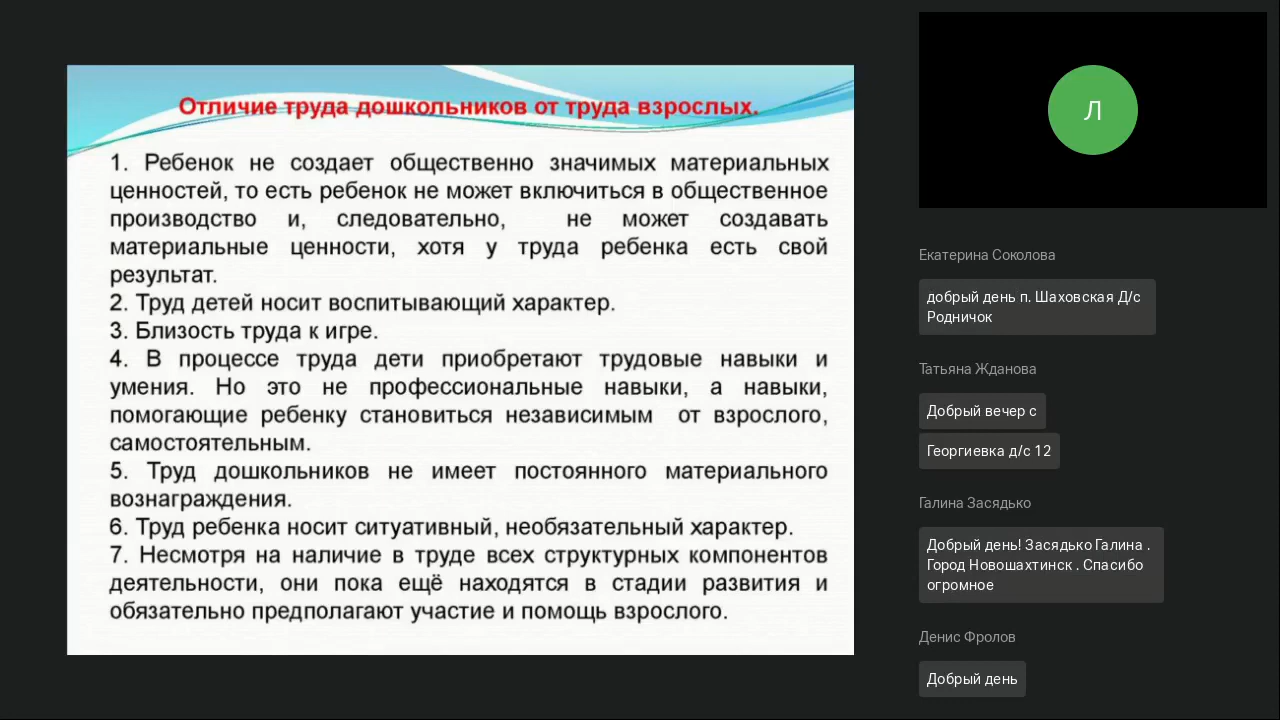 Отличие труда дошкольников от труда взрослых.
1. Ребенок не создает общественно значимых материальных
ценностей, то есть ребенок не может включиться в общественное
производство и, следовательно, не может создавать
материальные ценности, хотя у труда ребенка есть свой
результат.
2. Труд детей носит воспитывающий характер.
3. Близость труда к игре.
4. В процессе труда дети приобретают трудовые навыки и
умения. Но это не профессиональные навыки, а навыки,
помогающие ребенку становиться независимым от взрослого,
самостоятельным.
5. Труд дошкольников не имеет постоянного материального
вознаграждения.
6. Труд ребенка носит ситуативный, необязательный характер.
7. Несмотря на наличие в труде всех структурных компонентов
деятельности, они пока ещё находятся в стадии развития и
обязательно предполагают участие и помощь взрослого.
Л
Екатерина Соколова
добрый день п. Шаховская Д/с
Родничок
Татьяна Жданова
Добрый вечер с
Георгиевка д/с 12
Галина Засядько
Добрый день! Засядько Галина .
Город Новошахтинск . Спасибо
огромное
Денис Фролов
Добрый день